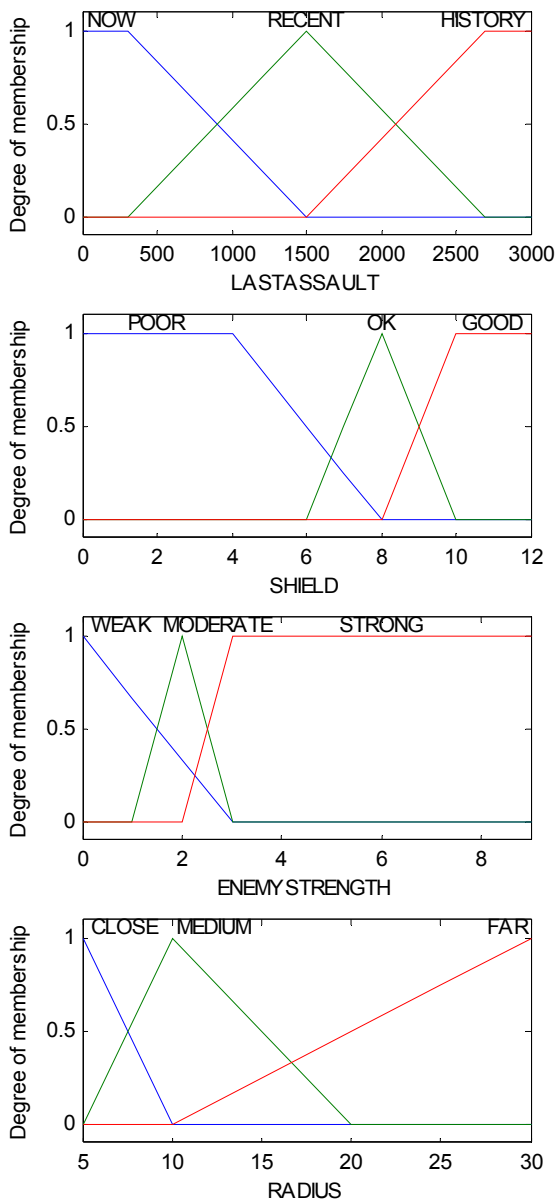 NOW RECENT HISTORY
1
0.5
0
Degree of membership
0 500 1000 1500 2000 2500 3000
LASTASSAULT
POOR OK GOOD
1
0.5
0
Degree of membership
0 2 4 6 8 10 12
SHIELD
WEAK MODERATE STRONG
1
0.5
0
Degree of membership
0 2 4 6 8
ENEMYSTRENGTH
CLOSE MEDIUM FAR
1
0.5
0
Degree of membership
5 10 15 20 25 30
RADIUS